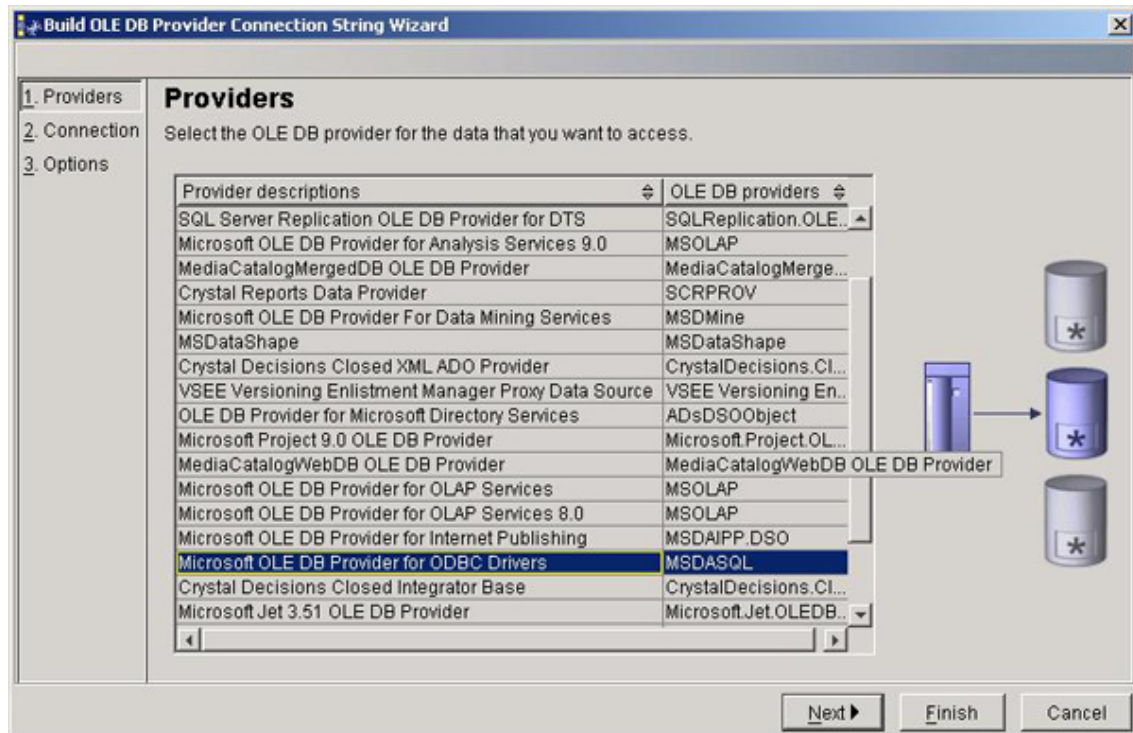 Build OLE DB Provider Connection String Wizard
1. Providers
2. Connection
3. Options
Providers
Select the OLE DB provider for the data that you want to access.
Provider descriptions OLE DB providers
SQL Server Replication OLE DB Provider for DTS SQLReplication.OLE...
Microsoft OLE DB Provider for Analysis Services 9.0 MSOLAP
MediaCatalogMergedDB OLE DB Provider MediaCatalogMerge...
Crystal Reports Data Provider SCRPROV
Microsoft OLE DB Provider For Data Mining Services MSDMine
MSDataShape MSDataShape
Crystal Decisions Closed XML ADO Provider CrystalDecisions.Cl...
VSEE Versioning Enlistment Manager Proxy Data Source VSEE Versioning En...
OLE DB Provider for Microsoft Directory Services ADsDSOObject
Microsoft Project 9.0 OLE DB Provider Microsoft.Project.OL...
MediaCatalogWebDB OLE DB Provider MediaCatalogWebDB OLE DB Provider
Microsoft OLE DB Provider for OLAP Services MSOLAP
Microsoft OLE DB Provider for OLAP Services 8.0 MSOLAP
Microsoft OLE DB Provider for Internet Publishing MSDAIPP.DSO
Microsoft OLE DB Provider for ODBC Drivers MSDASQL
Crystal Decisions Closed Integrator Base CrystalDecisions.Cl...
Microsoft Jet 3.51 OLE DB Provider Microsoft.Jet.OLEDB...
Next Finish Cancel